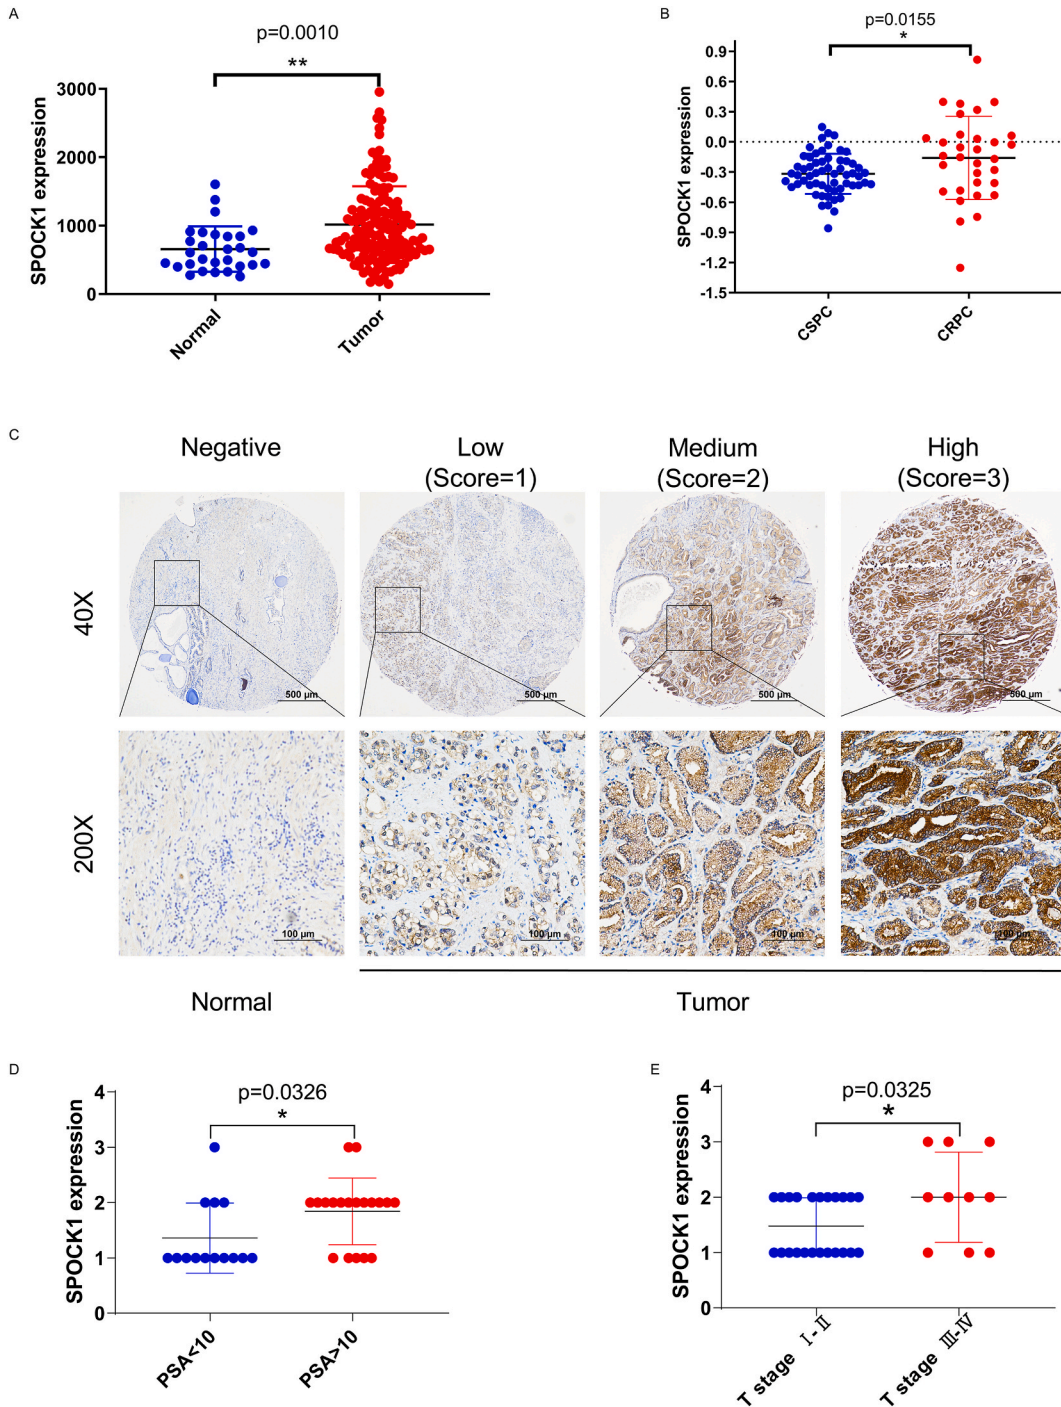 A
p=0.0010
**
SPOCK1 expression
3000
2000
1000
0
Normal
Tumor
B
p=0.0155
*
SPOCK1 expression
0.9
0.6
0.3
0.0
-0.3
-0.6
-0.9
-1.2
-1.5
CSPC
CRPC
C
Negative
Low
(Score=1)
Medium
(Score=2)
High
(Score=3)
40X
500 μm
500 μm
500 μm
500 μm
200X
100 μm
100 μm
100 μm
100 μm
Normal
Tumor
D
p=0.0326
*
SPOCK1 expression
4
3
2
1
0
PSA<10
PSA>10
E
p=0.0325
*
SPOCK1 expression
4
3
2
1
0
T stage Ⅰ-Ⅱ
T stage Ⅲ-Ⅳ